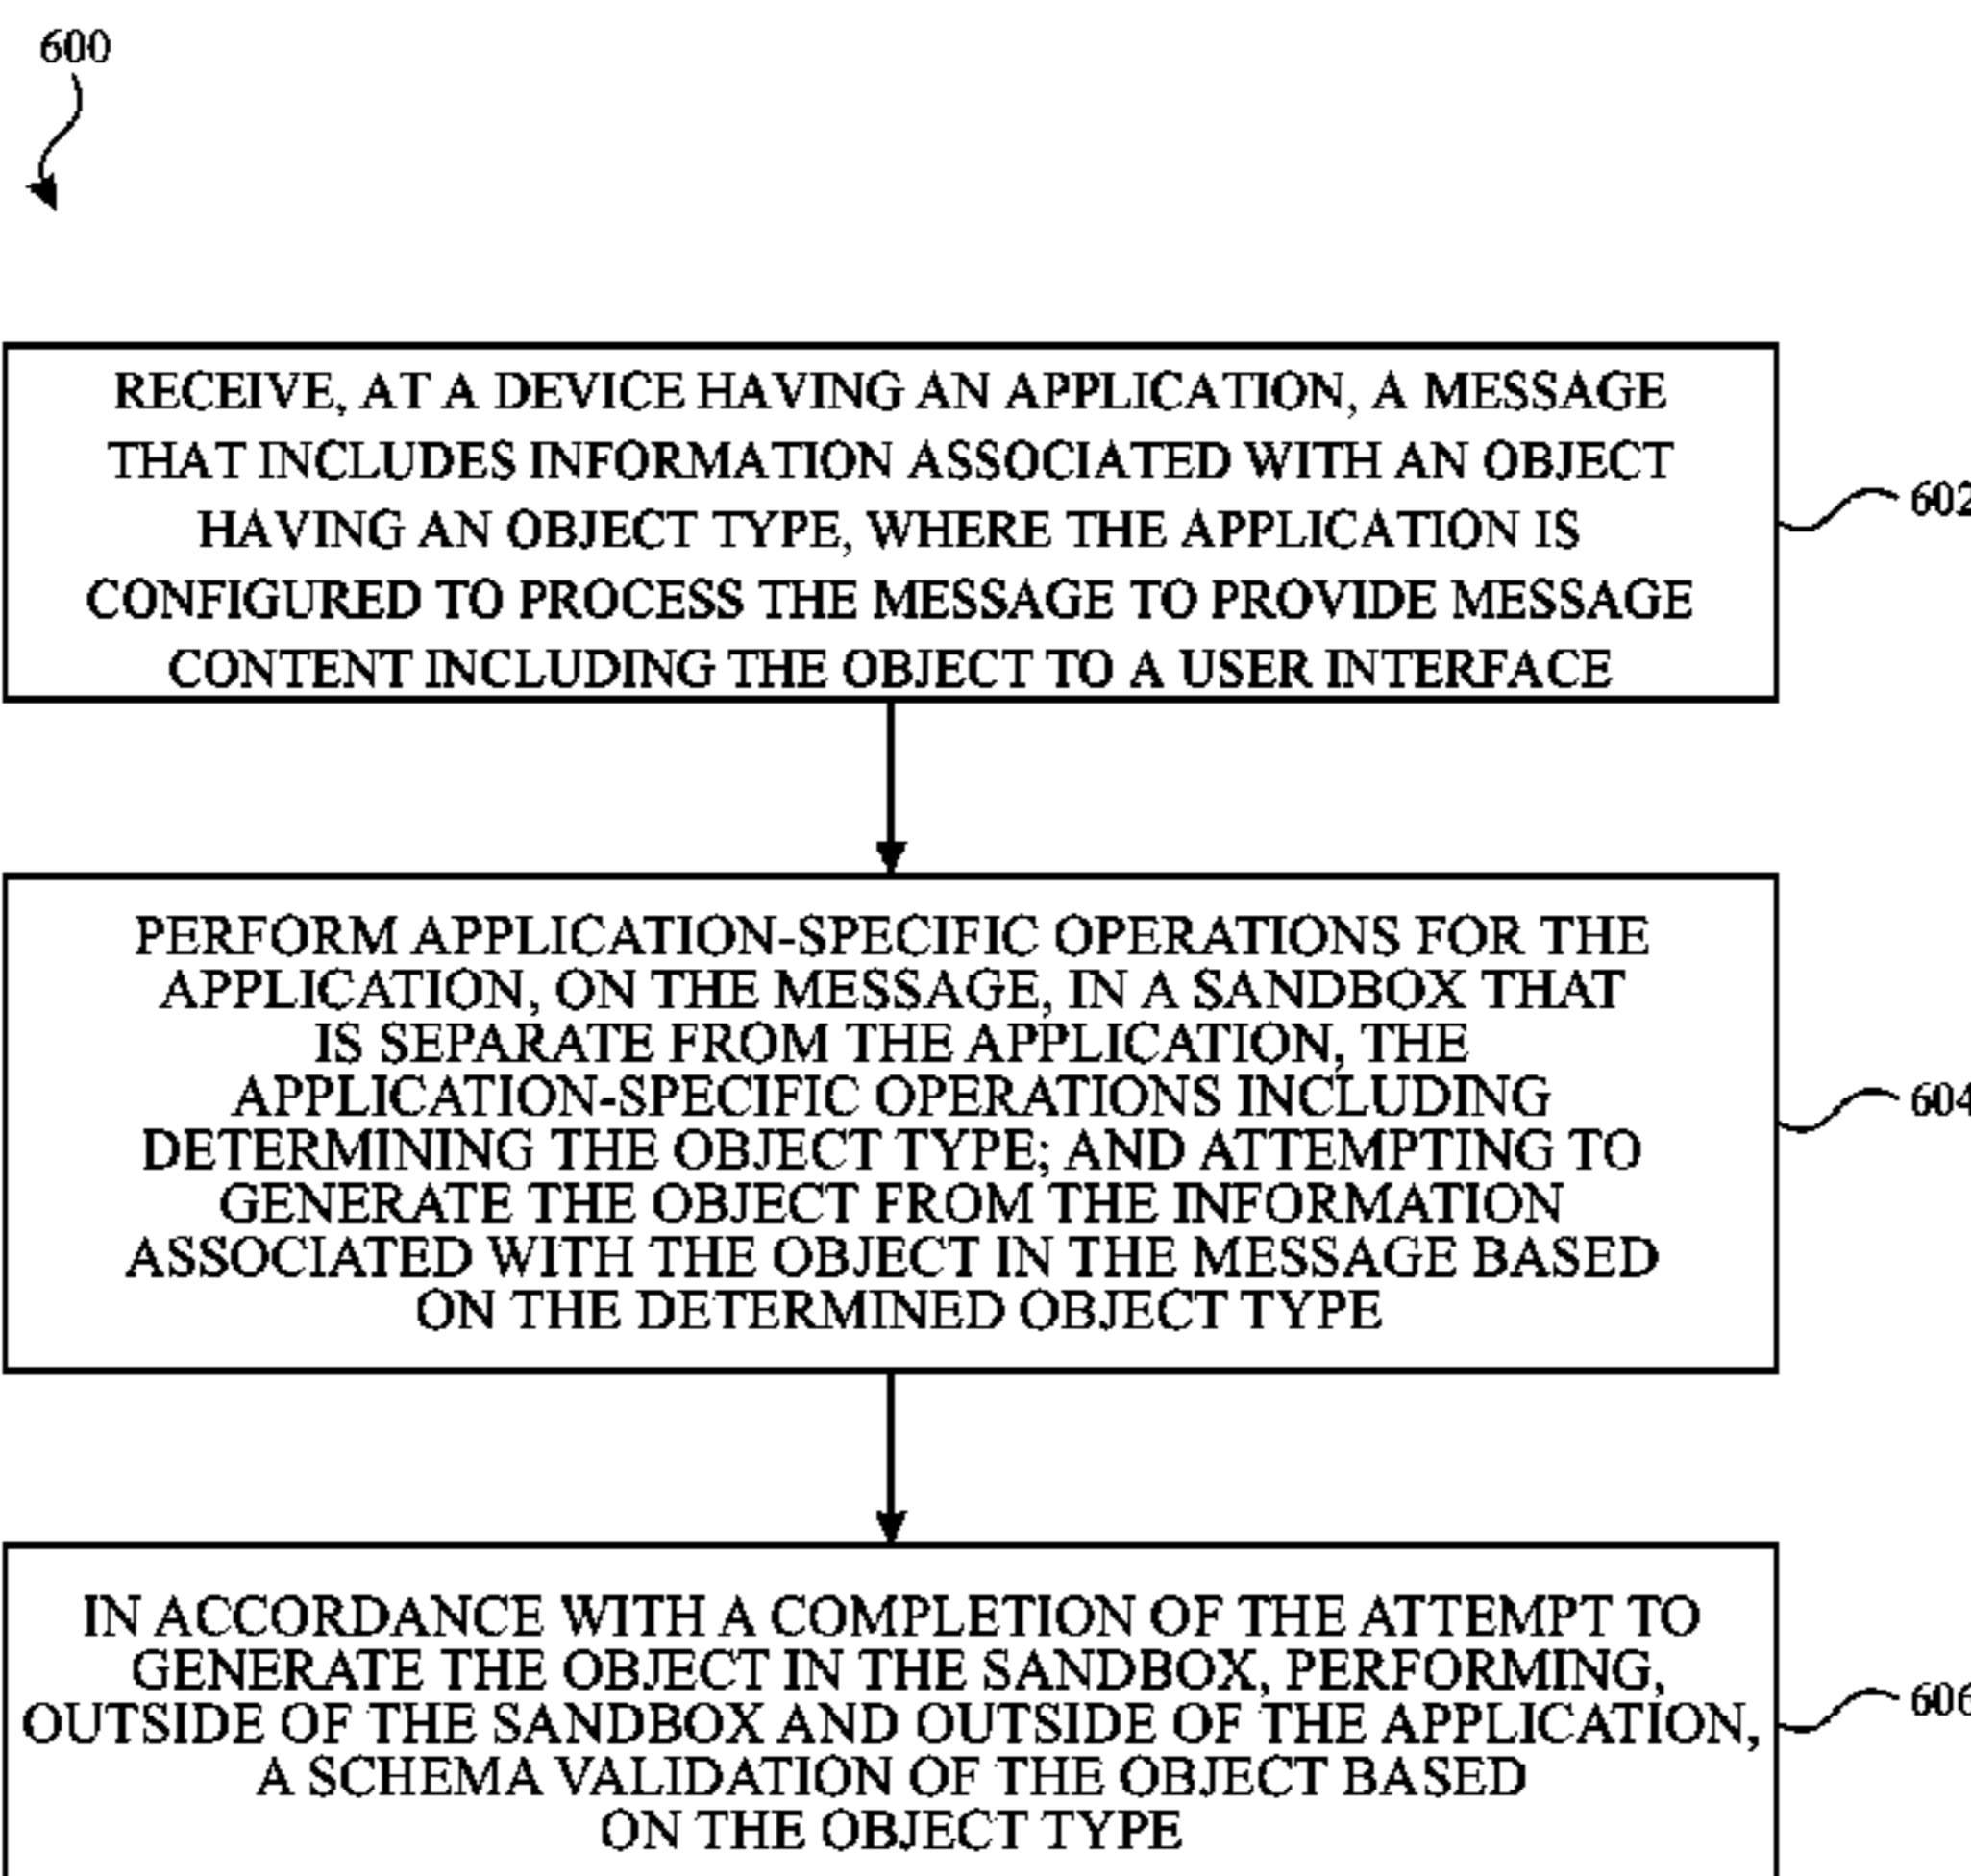 600
RECEIVE, AT A DEVICE HAVING AN APPLICATION, A MESSAGE
THAT INCLUDES INFORMATION ASSOCIATED WITH AN OBJECT
HAVING AN OBJECT TYPE, WHERE THE APPLICATION IS
CONFIGURED TO PROCESS THE MESSAGE TO PROVIDE MESSAGE
CONTENT INCLUDING THE OBJECT TO A USER INTERFACE
602
PERFORM APPLICATION-SPECIFIC OPERATIONS FOR THE
APPLICATION, ON THE MESSAGE, IN A SANDBOX THAT
IS SEPARATE FROM THE APPLICATION, THE
APPLICATION-SPECIFIC OPERATIONS INCLUDING
DETERMINING THE OBJECT TYPE; AND ATTEMPTING TO
GENERATE THE OBJECT FROM THE INFORMATION
ASSOCIATED WITH THE OBJECT IN THE MESSAGE BASED
ON THE DETERMINED OBJECT TYPE
604
IN ACCORDANCE WITH A COMPLETION OF THE ATTEMPT TO
GENERATE THE OBJECT IN THE SANDBOX, PERFORMING,
OUTSIDE OF THE SANDBOX AND OUTSIDE OF THE APPLICATION,
A SCHEMA VALIDATION OF THE OBJECT BASED
ON THE OBJECT TYPE
606